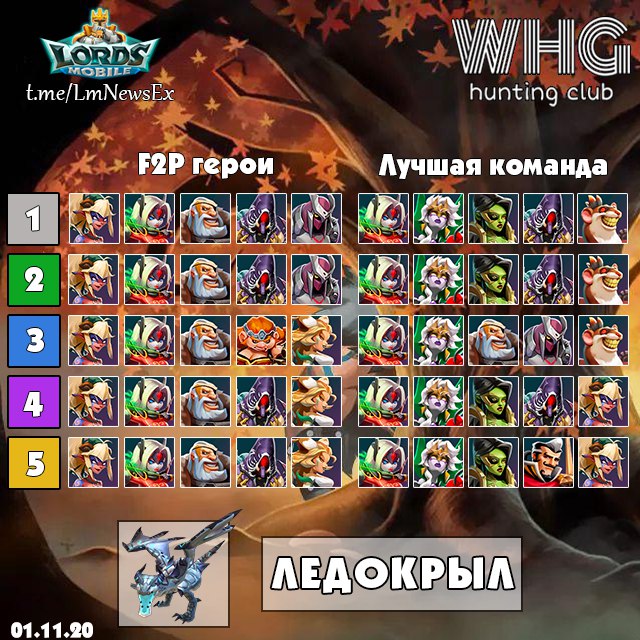 LORDS
MOBILE
t.me/LmNewsEx
WHG
hunting club
F2P герои
Лучшая команда
1
2
3
4
5
ЛЕДОКРЫЛ
01.11.20